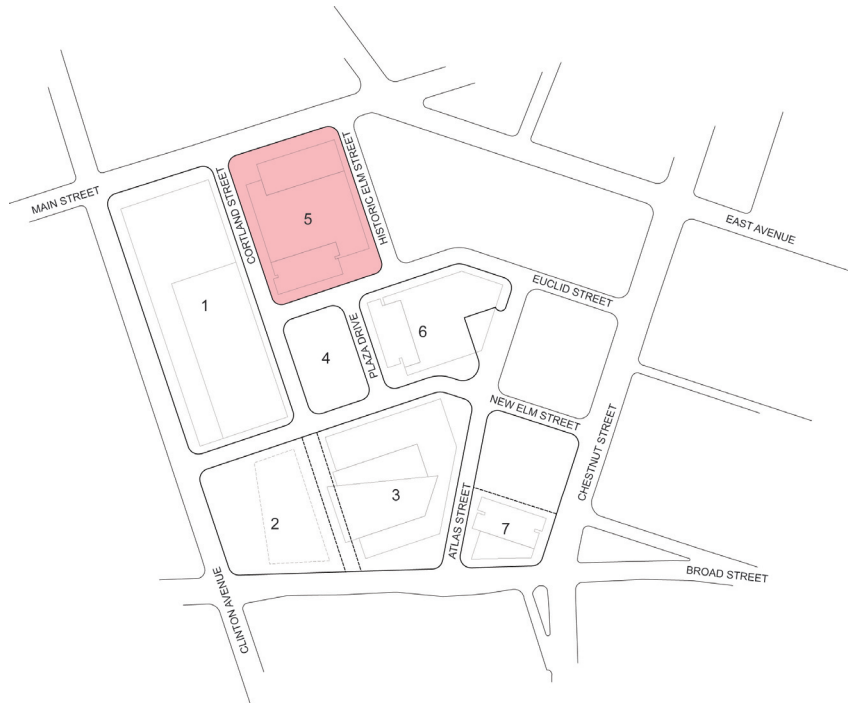 MAIN STREET
CORTLAND STREET
HISTORIC ELM STREET
5
EAST AVENUE
EUCLID STREET
1
PLAZA DRIVE
6
4
NEW ELM STREET
CHESTNUT STREET
3
2
ATLAS STREET
7
BROAD STREET
CLINTON AVENUE